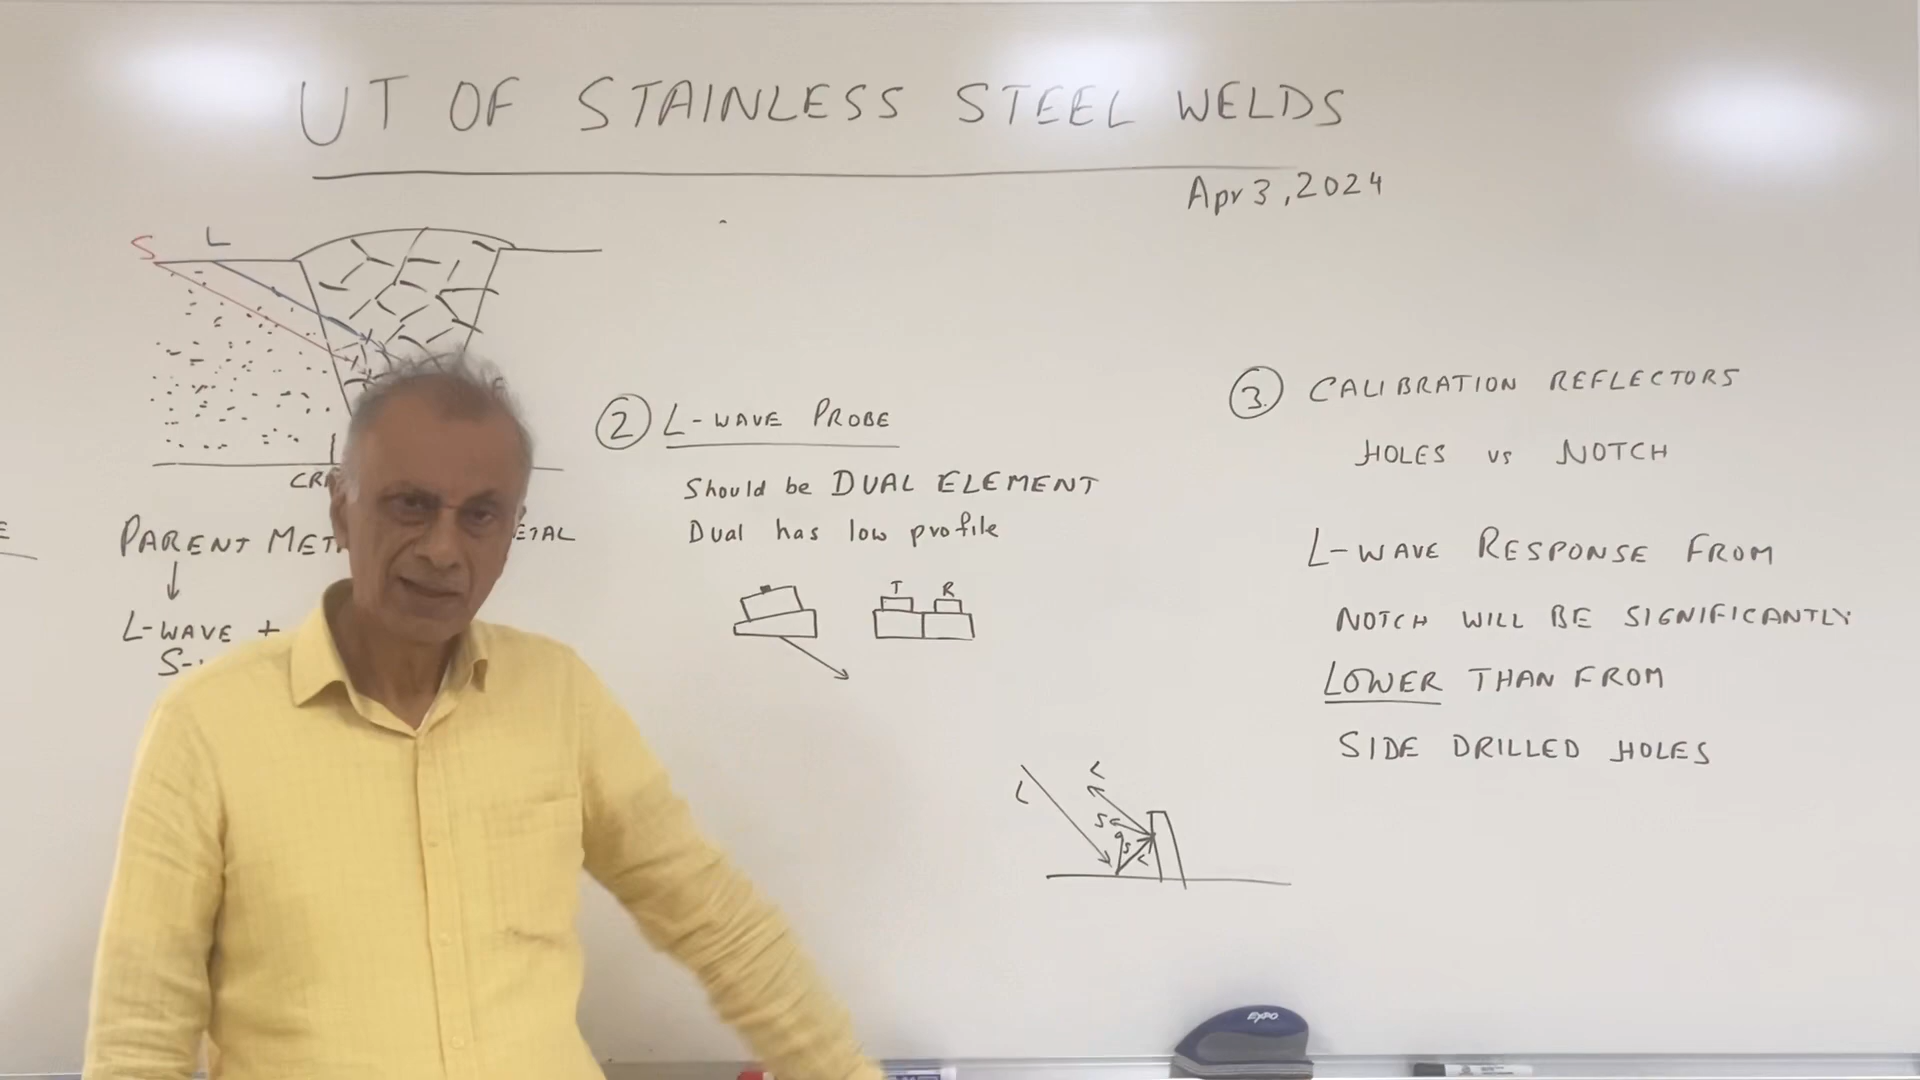 UT OF STAINLESS STEEL WELDS
Apr 3, 2024
S L
PARENT
L-WAVE +
② L-WAVE PROBE
Should be DUAL ELEMENT
Dual has low profile
T R
③ CALIBRATION REFLECTORS
HOLES vs NOTCH
L-WAVE RESPONSE FROM
NOTCH WILL BE SIGNIFICANTLY
LOWER THAN FROM
SIDE DRILLED HOLES
L L
S
S L
EXPO